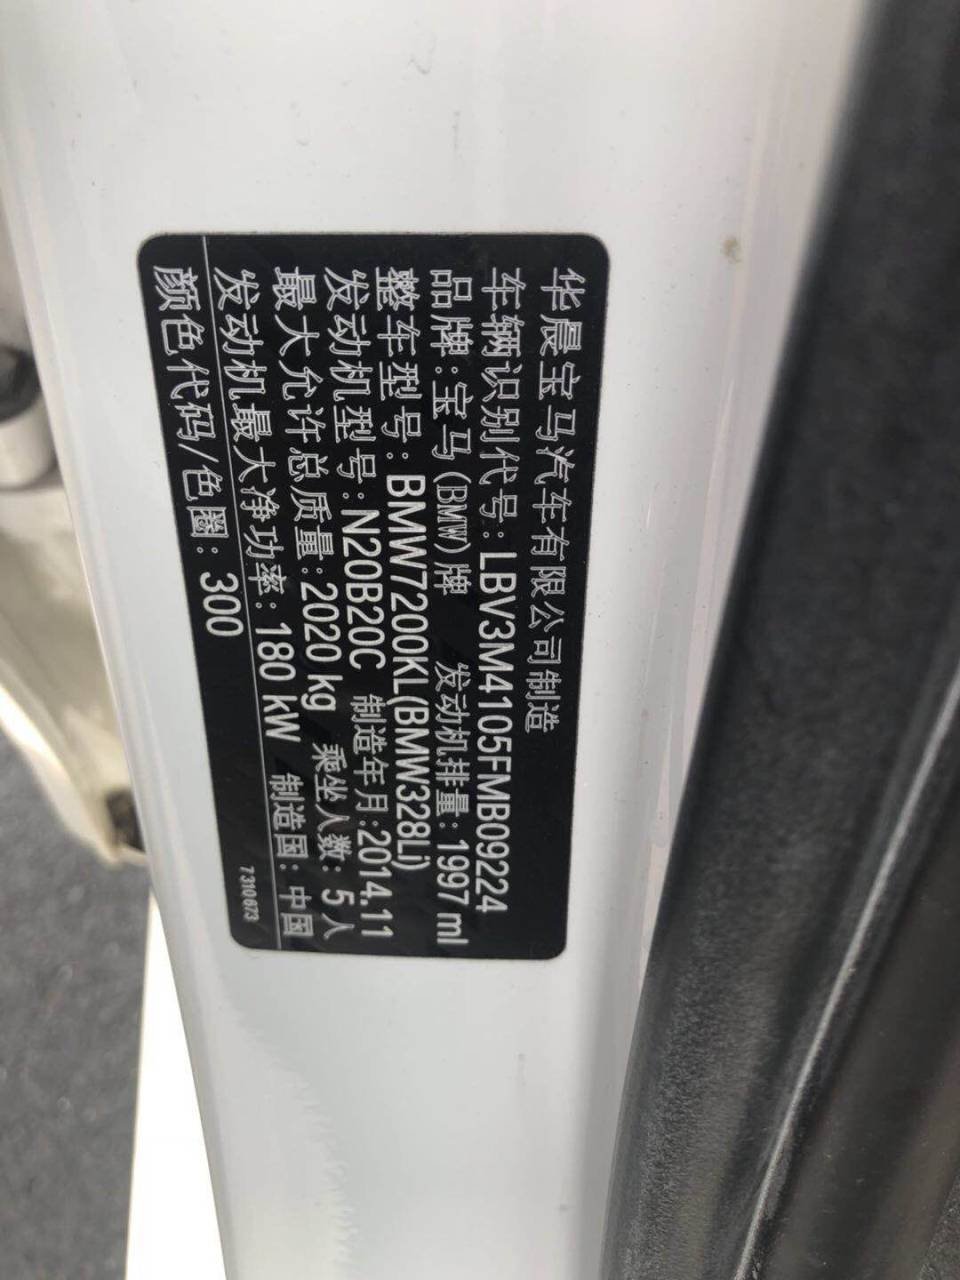 华晨宝马汽车有限公司制造
车辆识别代号:LBV3M4105FMB09224
品牌:宝马(BMW)牌 发动机排量:1997 ml
整车型号:BMW7200KL(BMW328Li)
发动机型号:N20B20C 制造年月:2014.11
最大允许总质量:2020 kg 乘坐人数:5人
发动机最大净功率:180 kW 制造国:中国
颜色代码/色圈:300 7310673